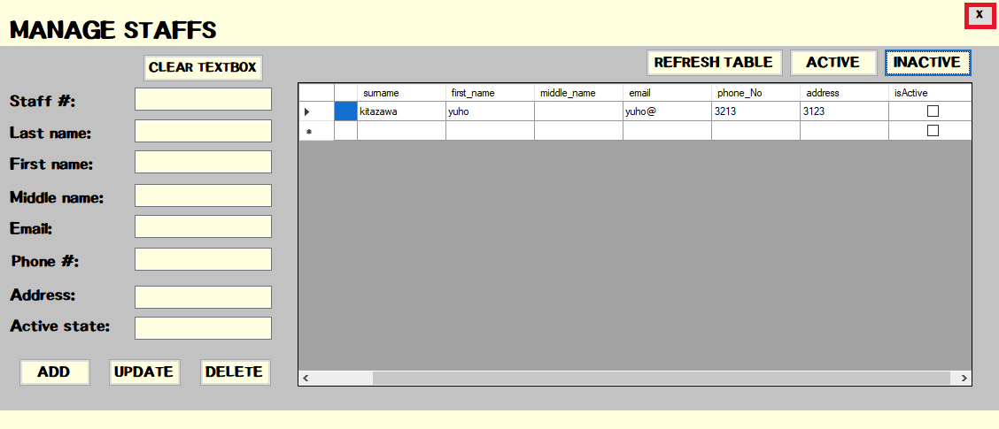 X
MANAGE STAFFS
CLEAR TEXTBOX
REFRESH TABLE ACTIVE INACTIVE
Staff #:
Last name:
First name:
Middle name:
Email:
Phone #:
Address:
Active state:
ADD UPDATE DELETE
surname first_name middle_name email phone_No address isActive
kitazawa yuho yuho@ 3213 3123